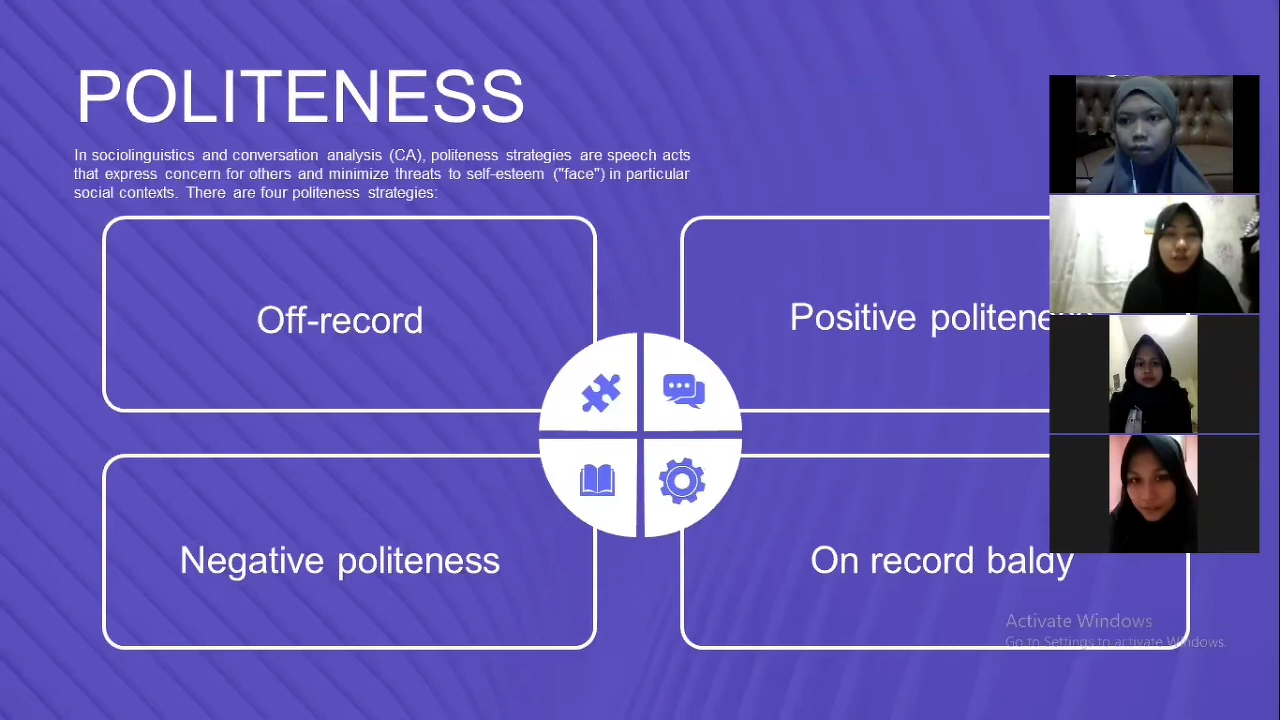 POLITENESS
In sociolinguistics and conversation analysis (CA), politeness strategies are speech acts
that express concern for others and minimize threats to self-esteem ("face") in particular
social contexts. There are four politeness strategies:
Off-record
Positive
Negative politeness
On record baldy
Activate Windows
Go to Settings to activate Windows.